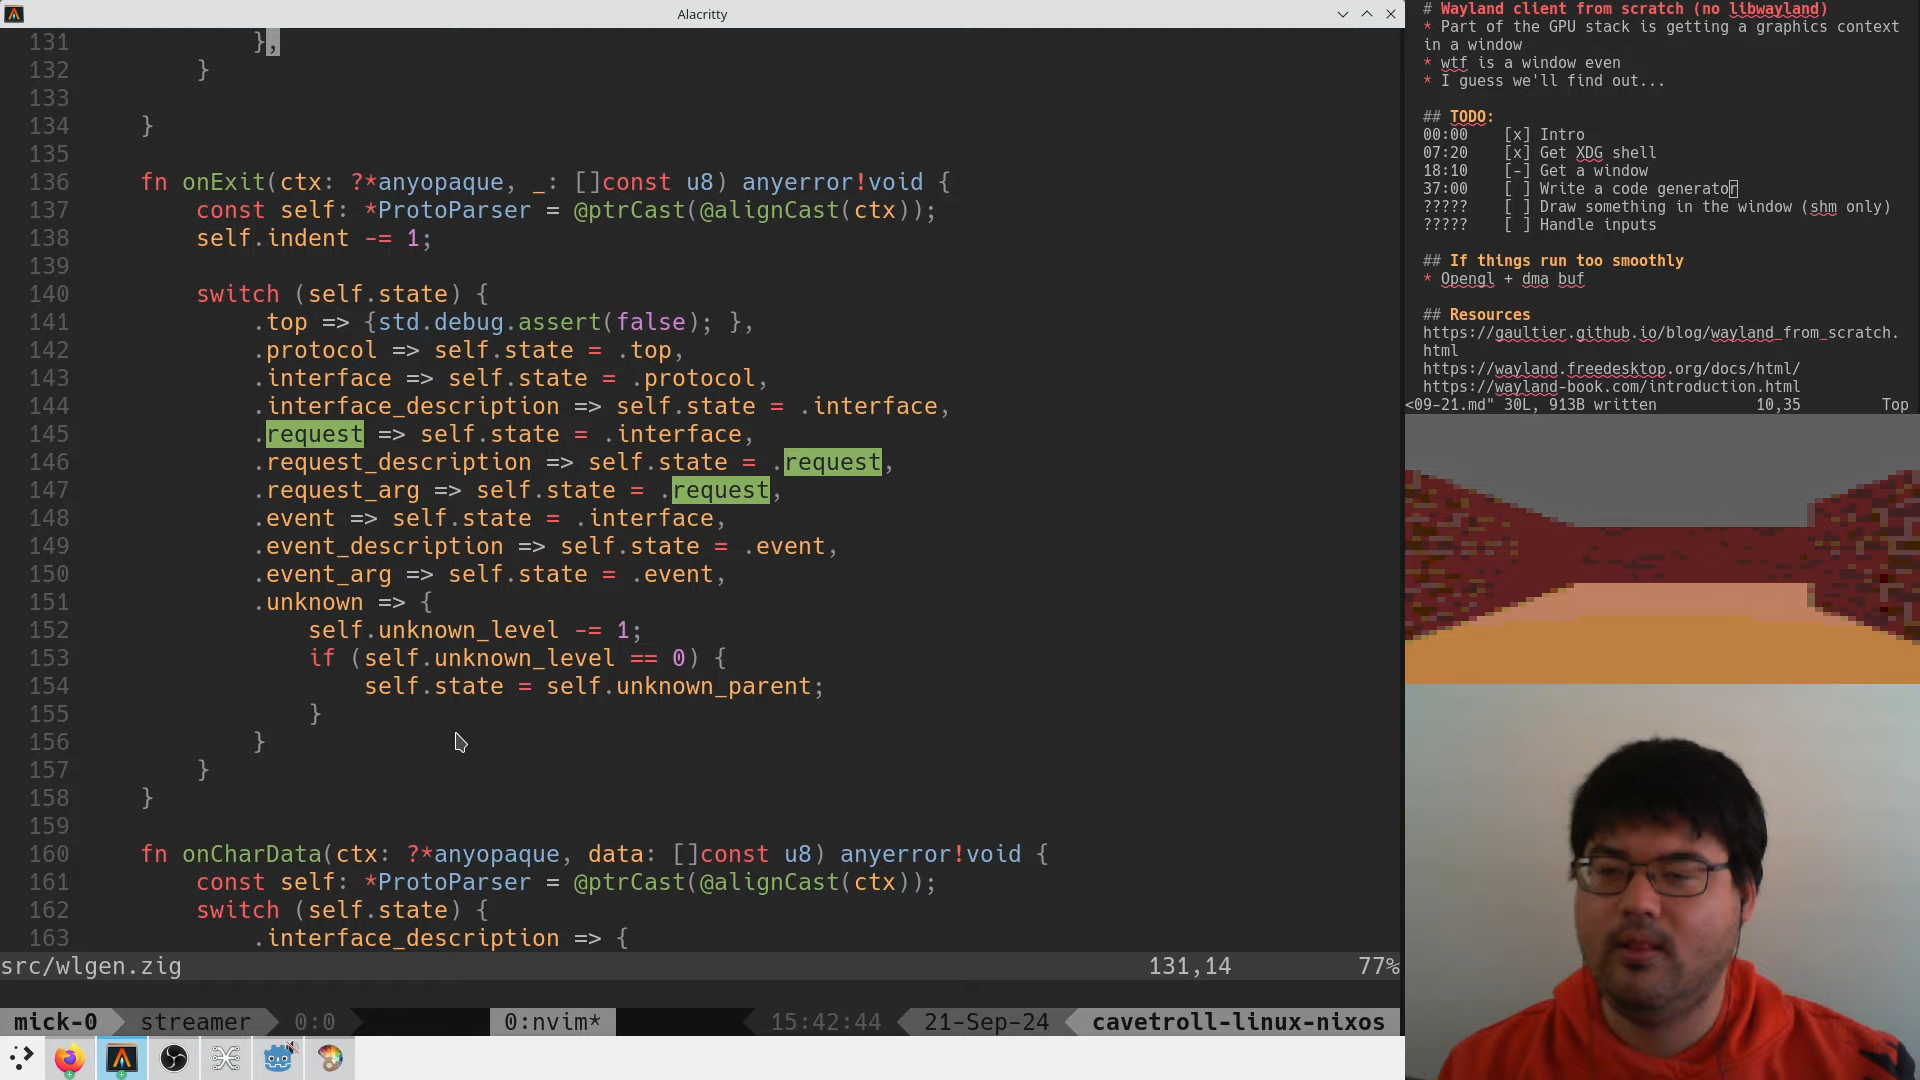 Alacritty
131 },
132 }
133
134 }
135
136 fn onExit(ctx: ?*anyopaque, _: []const u8) anyerror!void {
137 const self: *ProtoParser = @ptrCast(@alignCast(ctx));
138 self.indent -= 1;
139
140 switch (self.state) {
141 .top => {std.debug.assert(false); },
142 .protocol => self.state = .top,
143 .interface => self.state = .protocol,
144 .interface_description => self.state = .interface,
145 .request => self.state = .interface,
146 .request_description => self.state = .request,
147 .request_arg => self.state = .request,
148 .event => self.state = .interface,
149 .event_description => self.state = .event,
150 .event_arg => self.state = .event,
151 .unknown => {
152 self.unknown_level -= 1;
153 if (self.unknown_level == 0) {
154 self.state = self.unknown_parent;
155 }
156 }
157 }
158 }
159
160 fn onCharData(ctx: ?*anyopaque, data: []const u8) anyerror!void {
161 const self: *ProtoParser = @ptrCast(@alignCast(ctx));
162 switch (self.state) {
163 .interface_description => {
src/wlgen.zig 131,14 77%
mick-0 streamer 0:0 0:nvim* 15:42:44 21-Sep-24 cavetroll-linux-nixos
# Wayland client from scratch (no libwayland)
* Part of the GPU stack is getting a graphics context
in a window
* wtf is a window even
* I guess we'll find out...
## TODO:
00:00 [x] Intro
07:20 [x] Get XDG shell
18:10 [-] Get a window
37:00 [ ] Write a code generator
????? [ ] Draw something in the window (shm only)
????? [ ] Handle inputs
## If things run too smoothly
* Opengl + dma buf
## Resources
https://gaultier.github.io/blog/wayland_from_scratch.
html
https://wayland.freedesktop.org/docs/html/
https://wayland-book.com/introduction.html
<09-21.md" 30L, 913B written 10,35 Top